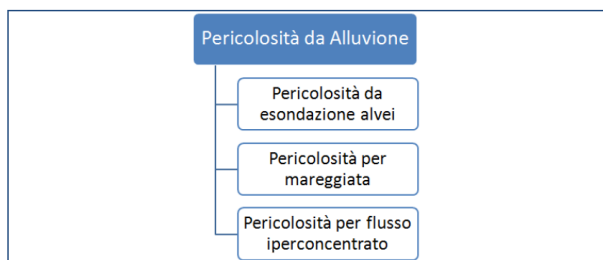 Pericolosità da Alluvione
Pericolosità da
esondazione alvei
Pericolosità per
mareggiata
Pericolosità per flusso
iperconcentrato